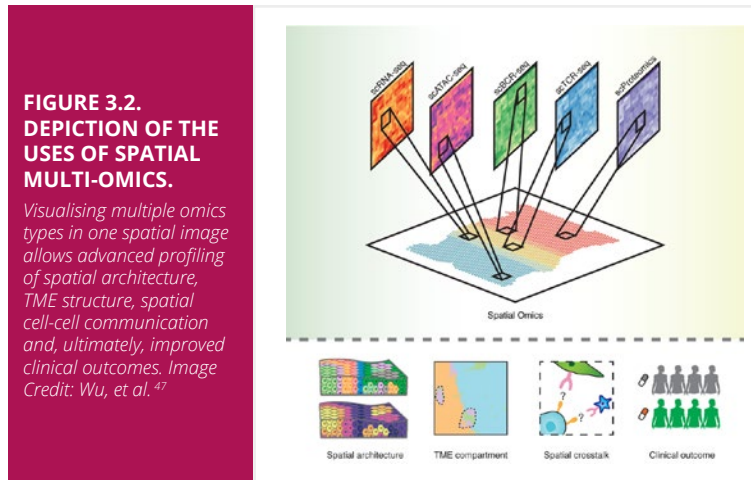 FIGURE 3.2.
DEPICTION OF THE
USES OF SPATIAL
MULTI-OMICS.
Visualising multiple omics
types in one spatial image
allows advanced profiling
of spatial architecture,
TME structure, spatial
cell-cell communication
and, ultimately, improved
clinical outcomes. Image
Credit: Wu, et al. 47
scRNA-seq
scATAC-seq
scBCR-seq
scTCR-seq
scProteomics
Spatial Omics
? ?
Spatial architecture
TME compartment
Spatial crosstalk
Clinical outcome